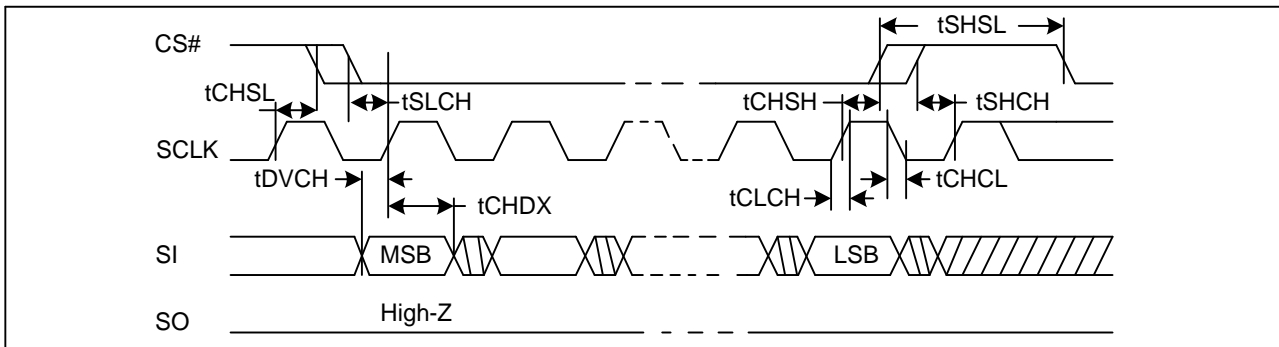 CS#
tSHSL
tCHSL
tSLCH
tCHSH
tSHCH
SCLK
tDVCH
tCHDX
tCLCH
tCHCL
SI
MSB
LSB
SO
High-Z